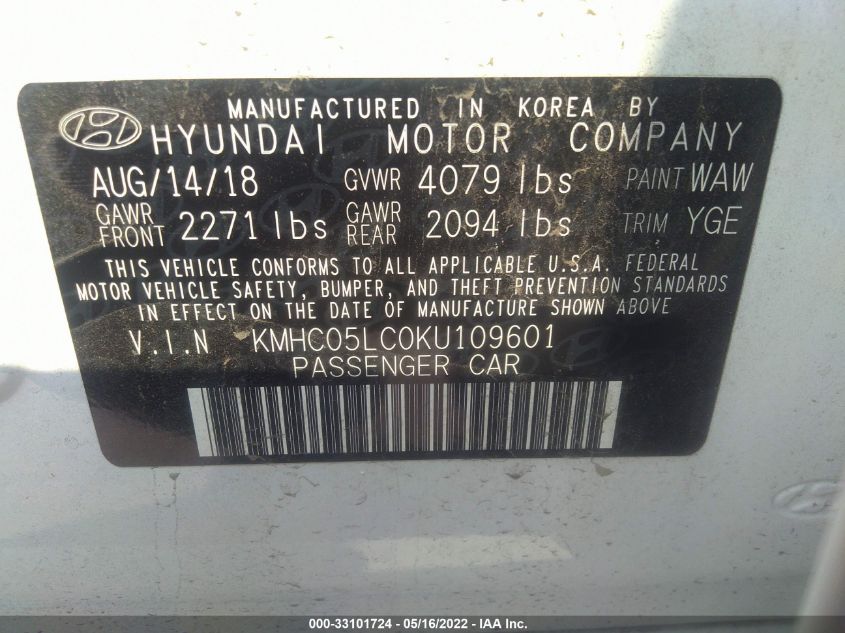 MANUFACTURED IN KOREA BY
HYUNDAI MOTOR COMPANY
AUG/14/18 GVWR 4079 lbs PAINT WAW
GAWR FRONT 2271 lbs GAWR REAR 2094 lbs TRIM YGE
THIS VEHICLE CONFORMS TO ALL APPLICABLE U.S.A. FEDERAL
MOTOR VEHICLE SAFETY, BUMPER, AND THEFT PREVENTION STANDARDS
IN EFFECT ON THE DATE OF MANUFACTURE SHOWN ABOVE
V.I.N KMHC05LC0KU109601
PASSENGER CAR
000-33101724 - 05/16/2022 - IAA Inc.